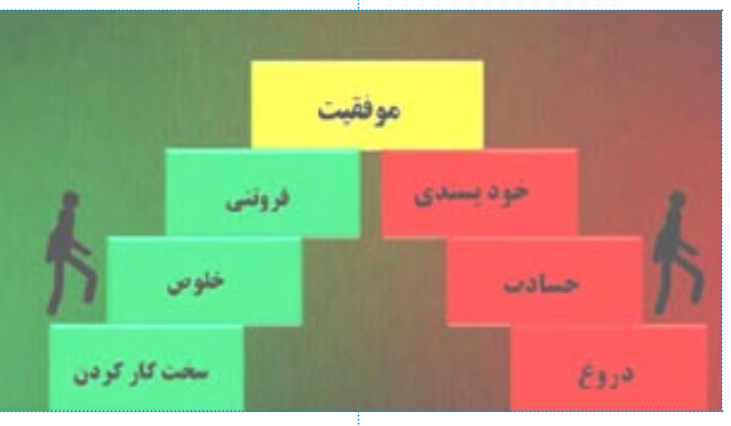 موفقیت
خود پسندی
فروتنی
حسادت
خلوص
دروغ
سخت کار کردن